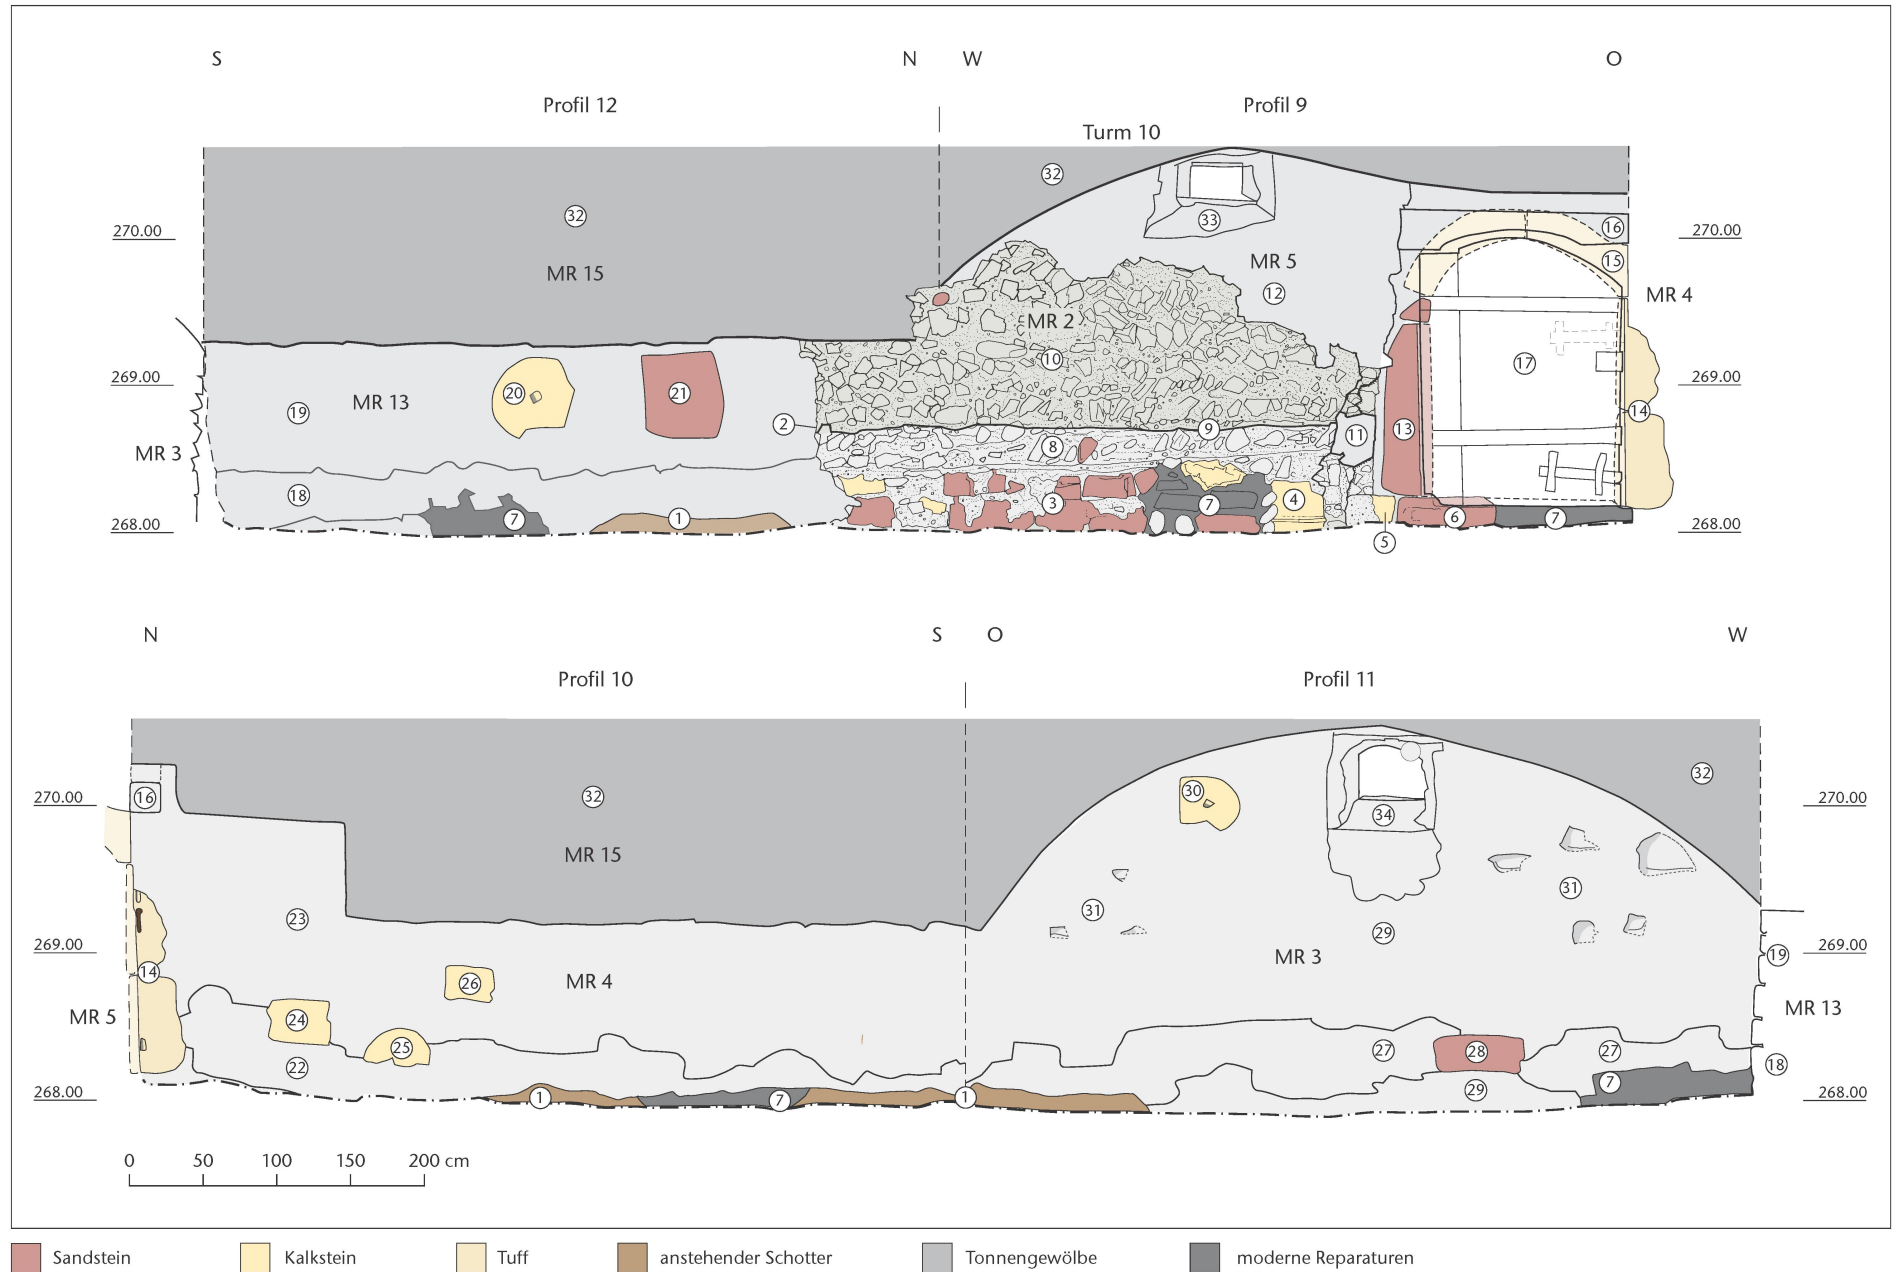 S N W O
Profil 12 Profil 9
Turm 10
32 33
32 16
270.00 270.00
MR 15 MR 5 15
12 MR 4
MR 2
10 17
269.00 269.00
20 21
19 MR 13 14
2 9 11 13
MR 3 8
18 3 7 4
7 1 6 7
268.00 268.00
5
N S O W
Profil 10 Profil 11
32
16 32 30
270.00 34 270.00
MR 15
31 31
23 29
269.00 MR 3 19 269.00
14 26 MR 4
MR 5 24 MR 13
25 27 28 27
22 18
7 29
268.00 1 7 1 268.00
0 50 100 150 200 cm
Sandstein Kalkstein Tuff anstehender Schotter Tonnengewölbe moderne Reparaturen